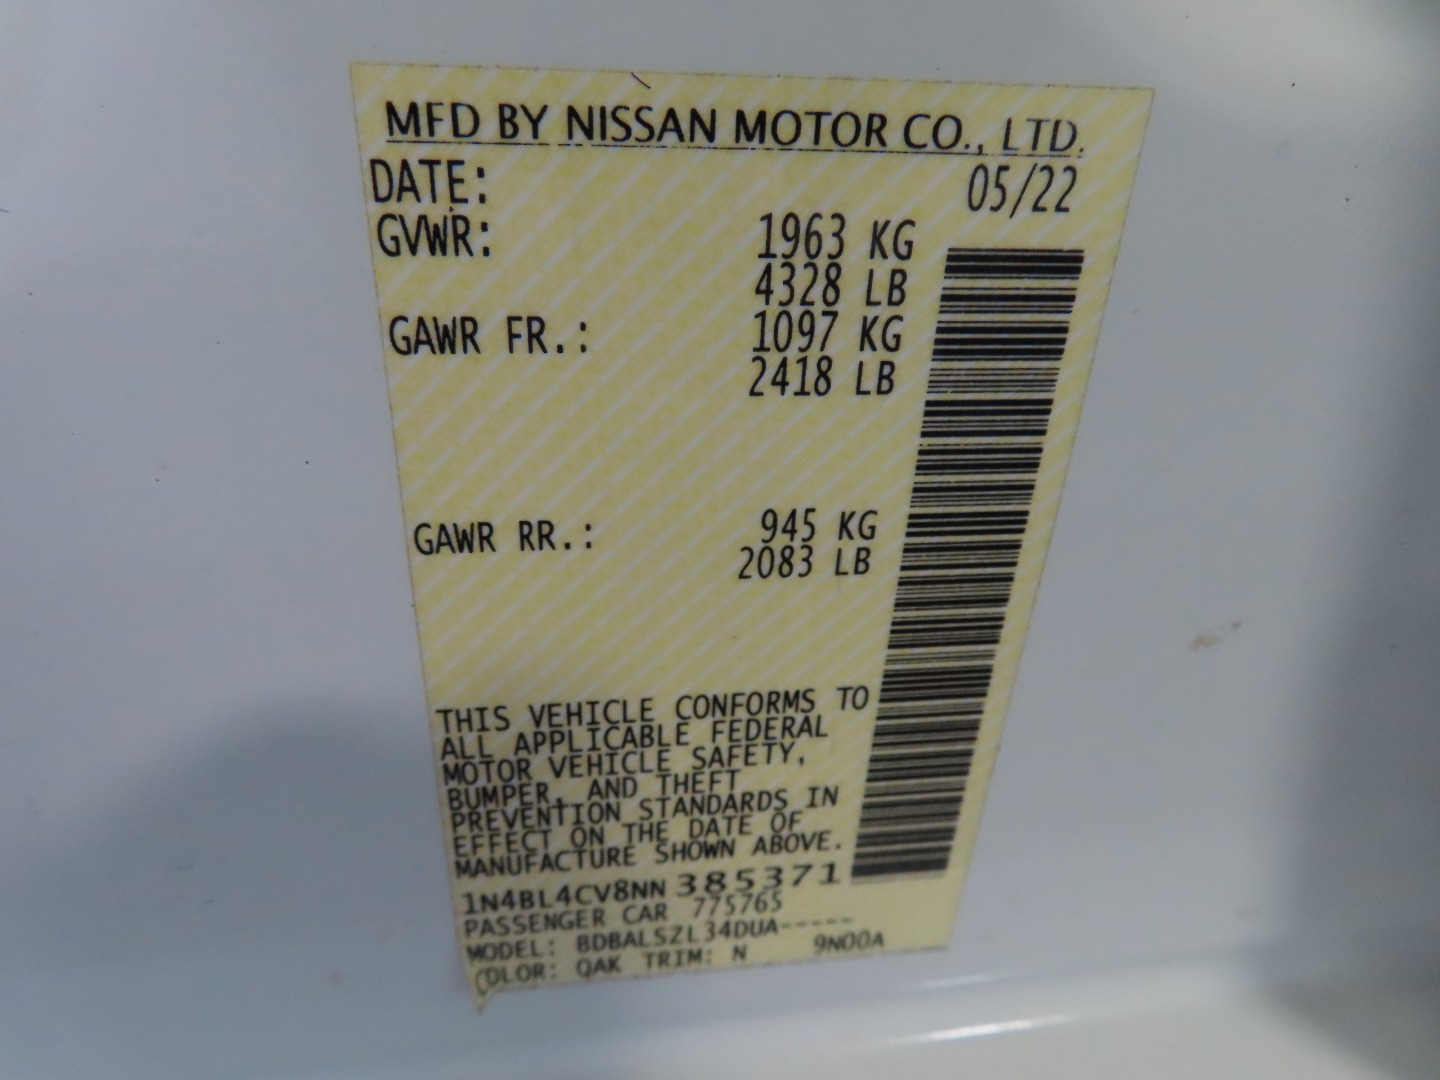 MFD BY NISSAN MOTOR CO., LTD.
DATE: 05/22
GVWR: 1963 KG
4328 LB
GAWR FR.: 1097 KG
2418 LB
GAWR RR.: 945 KG
2083 LB
THIS VEHICLE CONFORMS TO
ALL APPLICABLE FEDERAL
MOTOR VEHICLE SAFETY,
BUMPER, AND THEFT
PREVENTION STANDARDS IN
EFFECT ON THE DATE OF
MANUFACTURE SHOWN ABOVE.
1N4BL4CV8NN 385371
PASSENGER CAR 775765
MODEL: BDBALSZL34DUA-----
COLOR: QAK TRIM: N 9N00A